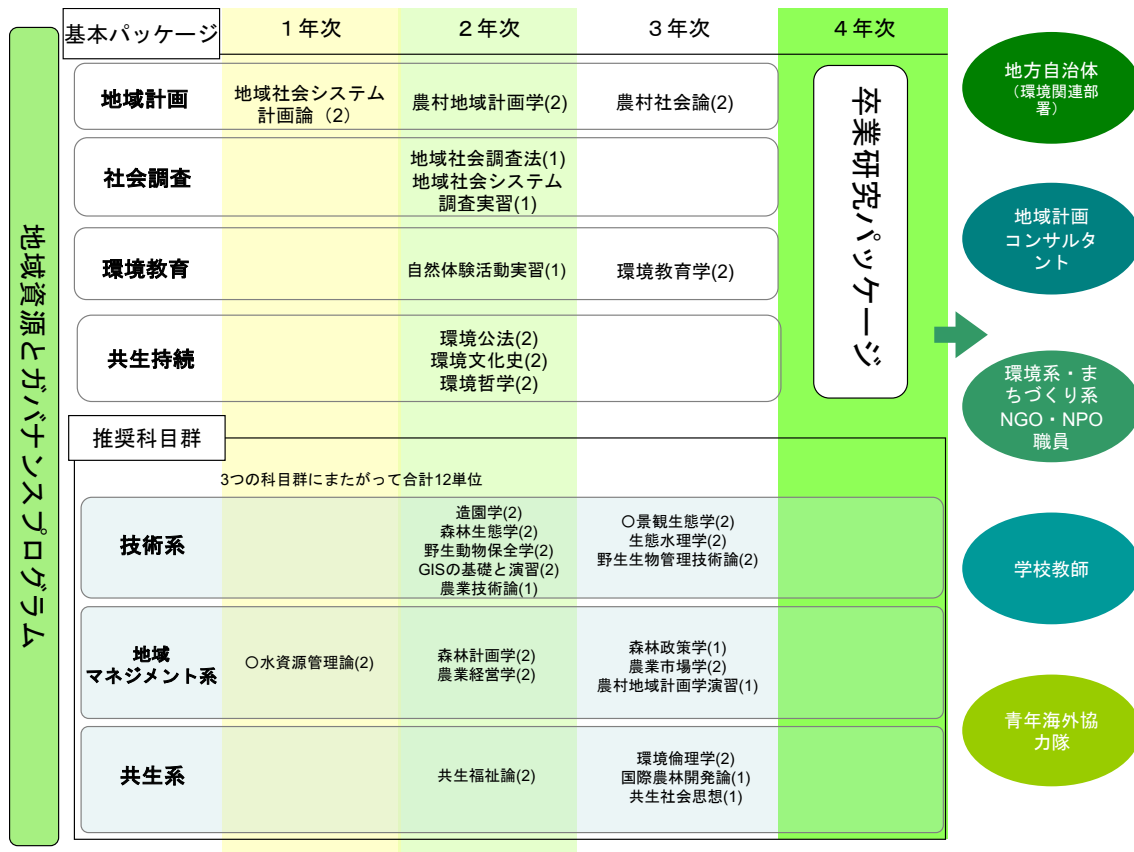 地域資源とガバナンスプログラム
基本パッケージ
1年次
2年次
3年次
4年次
地域計画
地域社会システム
計画論（2）
農村地域計画学(2)
農村社会論(2)
社会調査
地域社会調査法(1)
地域社会システム
調査実習(1)
環境教育
自然体験活動実習(1)
環境教育学(2)
共生持続
環境公法(2)
環境文化史(2)
環境哲学(2)
卒業研究パッケージ
推奨科目群
3つの科目群にまたがって合計12単位
技術系
造園学(2)
森林生態学(2)
野生動物保全学(2)
GISの基礎と演習(2)
農業技術論(1)
〇景観生態学(2)
生態水理学(2)
野生生物管理技術論(2)
地域
マネジメント系
〇水資源管理論(2)
森林計画学(2)
農業経営学(2)
森林政策学(1)
農業市場学(2)
農村地域計画学演習(1)
共生系
共生福祉論(2)
環境倫理学(2)
国際農林開発論(1)
共生社会思想(1)
地方自治体
（環境関連部
署）
地域計画
コンサルタ
ント
環境系・ま
ちづくり系
NGO・NPO
職員
学校教師
青年海外協
力隊